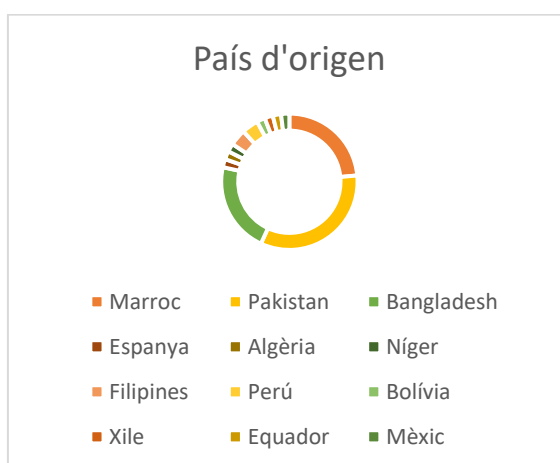 País d'origen
Marroc Pakistan Bangladesh
Espanya Algèria Níger
Filipines Perú Bolívia
Xile Equador Mèxic